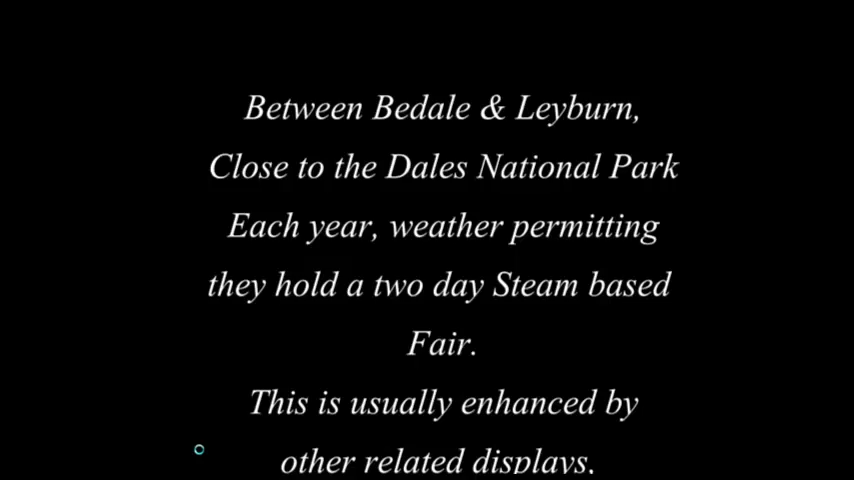 Between Bedale & Leyburn,
Close to the Dales National Park
Each year, weather permitting
they hold a two day Steam based
Fair.
This is usually enhanced by
other related displays,